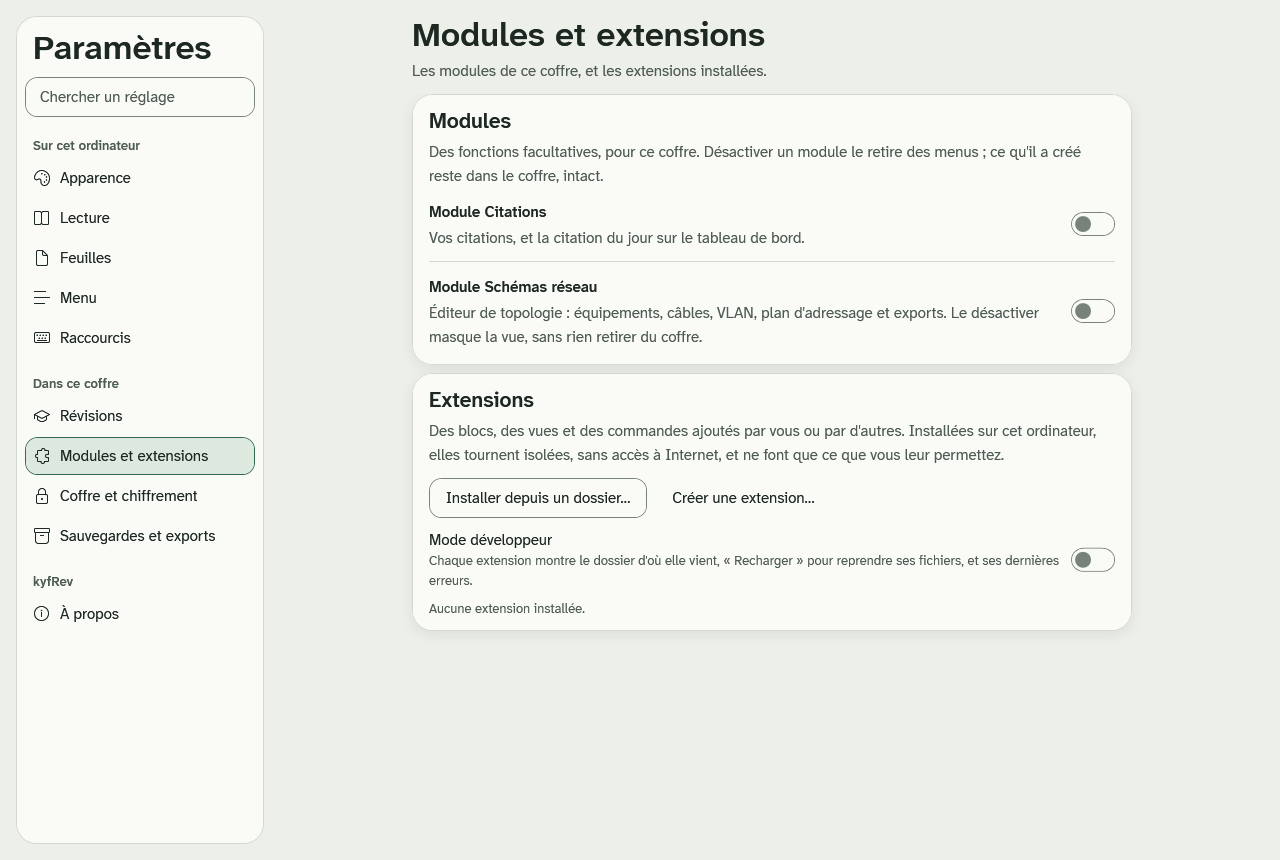 Paramètres
Chercher un réglage
Sur cet ordinateur
Apparence
Lecture
Feuilles
Menu
Raccourcis
Dans ce coffre
Révisions
Modules et extensions
Coffre et chiffrement
Sauvegardes et exports
kyfRev
À propos
Modules et extensions
Les modules de ce coffre, et les extensions installées.
Modules
Des fonctions facultatives, pour ce coffre. Désactiver un module le retire des menus ; ce qu'il a créé
reste dans le coffre, intact.
Module Citations
Vos citations, et la citation du jour sur le tableau de bord.
Module Schémas réseau
Éditeur de topologie : équipements, câbles, VLAN, plan d'adressage et exports. Le désactiver
masque la vue, sans rien retirer du coffre.
Extensions
Des blocs, des vues et des commandes ajoutés par vous ou par d'autres. Installées sur cet ordinateur,
elles tournent isolées, sans accès à Internet, et ne font que ce que vous leur permettez.
Installer depuis un dossier...
Créer une extension...
Mode développeur
Chaque extension montre le dossier d'où elle vient, « Recharger » pour reprendre ses fichiers, et ses dernières
erreurs.
Aucune extension installée.